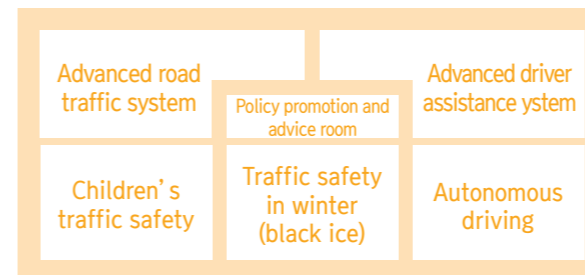 Advanced road
traffic system
Policy promotion and
advice room
Advanced driver
assistance ystem
Children's
traffic safety
Traffic safety
in winter
(black ice)
Autonomous
driving